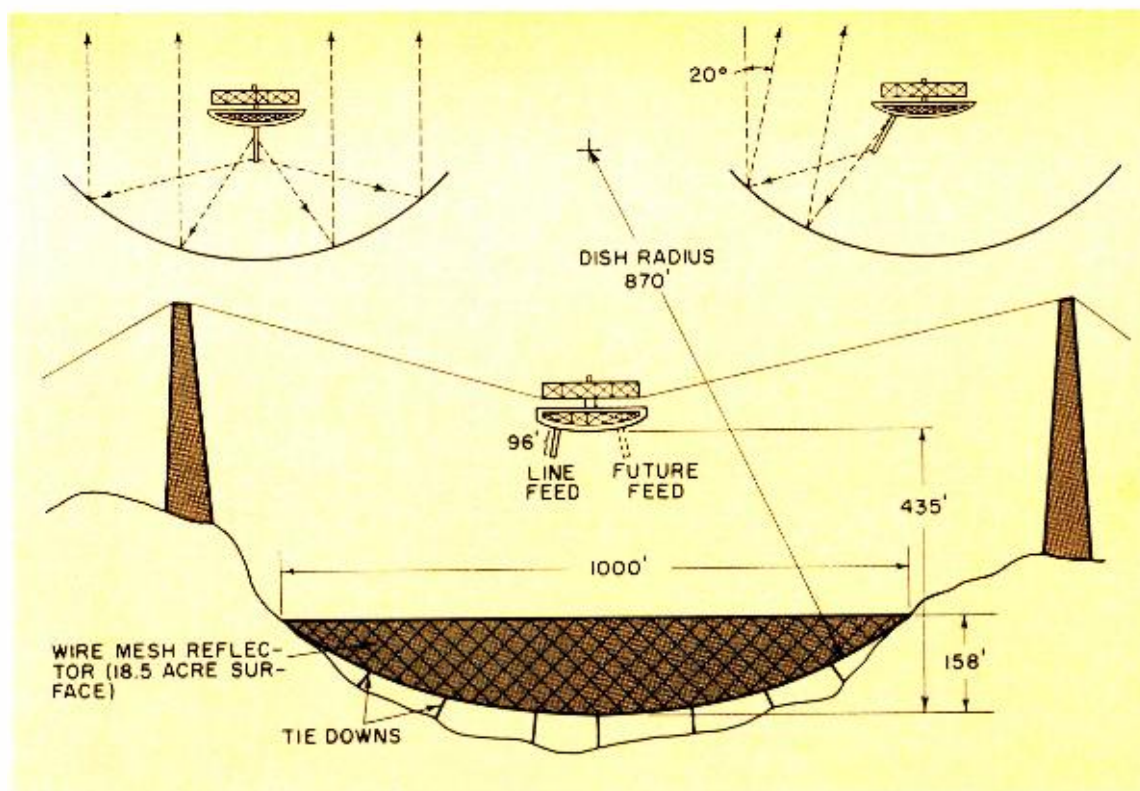 20°
DISH RADIUS
870'
96'
LINE
FEED
FUTURE
FEED
435'
1000'
WIRE MESH REFLEC-
TOR (18.5 ACRE SUR-
FACE)
158'
TIE DOWNS